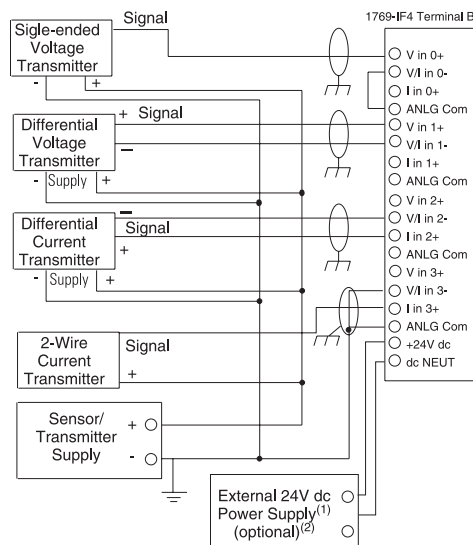 1769-IF4 Terminal B
Sigle-ended
Voltage
Transmitter
Signal
- +
Differential
Voltage
Transmitter
+ Signal
-
- Supply +
Differential
Current
Transmitter
- Signal
+
- Supply +
2-Wire
Current
Transmitter
Signal
+
Sensor/
Transmitter
Supply
+
-
External 24V dc
Power Supply(1)
(optional)(2)
V in 0+
V/I in 0-
I in 0+
ANLG Com
V in 1+
V/I in 1-
I in 1+
ANLG Com
V in 2+
V/I in 2-
I in 2+
ANLG Com
V in 3+
V/I in 3-
I in 3+
ANLG Com
+24V dc
dc NEUT